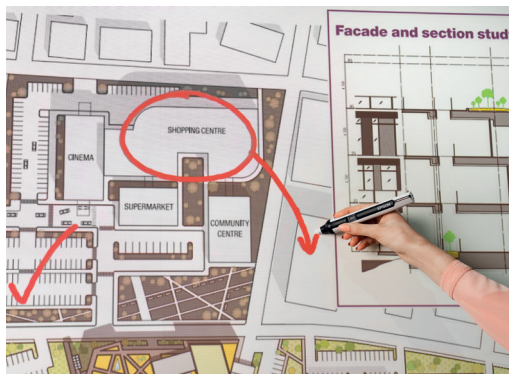 Facade and section stud
SHOPPING CENTRE
CINEMA
SUPERMARKET
COMMUNITY
CENTRE